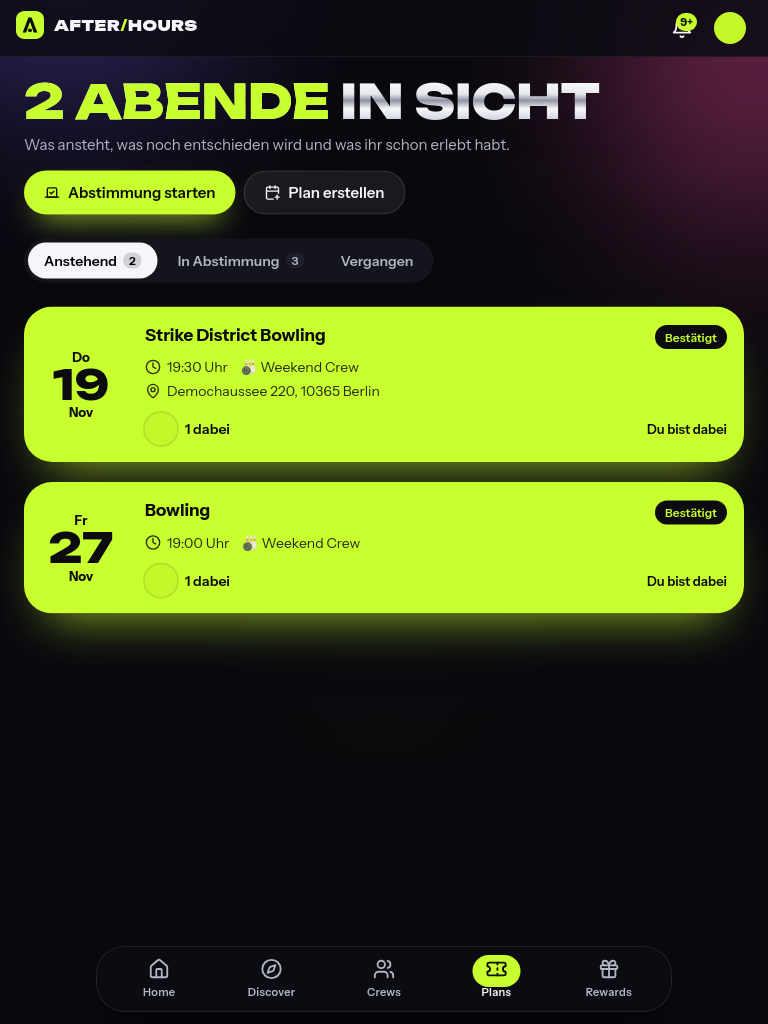 AFTER/HOURS
9+
2 ABENDE IN SICHT
Was ansteht, was noch entschieden wird und was ihr schon erlebt habt.
Abstimmung starten
Plan erstellen
Anstehend 2
In Abstimmung 3
Vergangen
Do
19
Nov
Strike District Bowling
Bestätigt
19:30 Uhr
Weekend Crew
Demochaussee 220, 10365 Berlin
1 dabei
Du bist dabei
Fr
27
Nov
Bowling
Bestätigt
19:00 Uhr
Weekend Crew
1 dabei
Du bist dabei
Home
Discover
Crews
Plans
Rewards